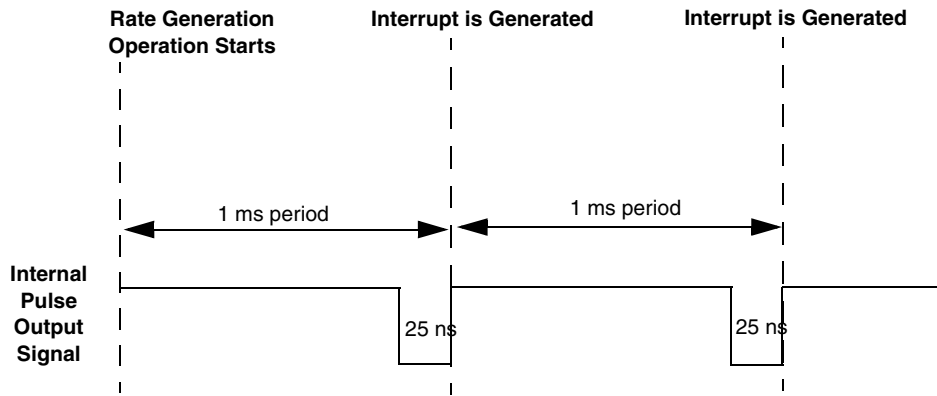 Rate Generation
Operation Starts
Interrupt is Generated
Interrupt is Generated
1 ms period
1 ms period
Internal
Pulse
Output
Signal
25 ns
25 ns